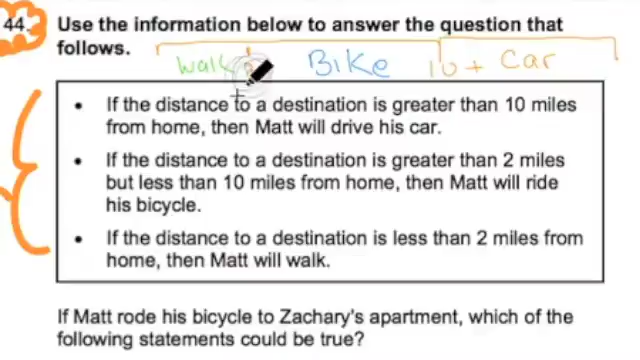 44. Use the information below to answer the question that
follows.
Walk Bike 10+ Car
• If the distance to a destination is greater than 10 miles
from home, then Matt will drive his car.
• If the distance to a destination is greater than 2 miles
but less than 10 miles from home, then Matt will ride
his bicycle.
• If the distance to a destination is less than 2 miles from
home, then Matt will walk.
If Matt rode his bicycle to Zachary's apartment, which of the
following statements could be true?